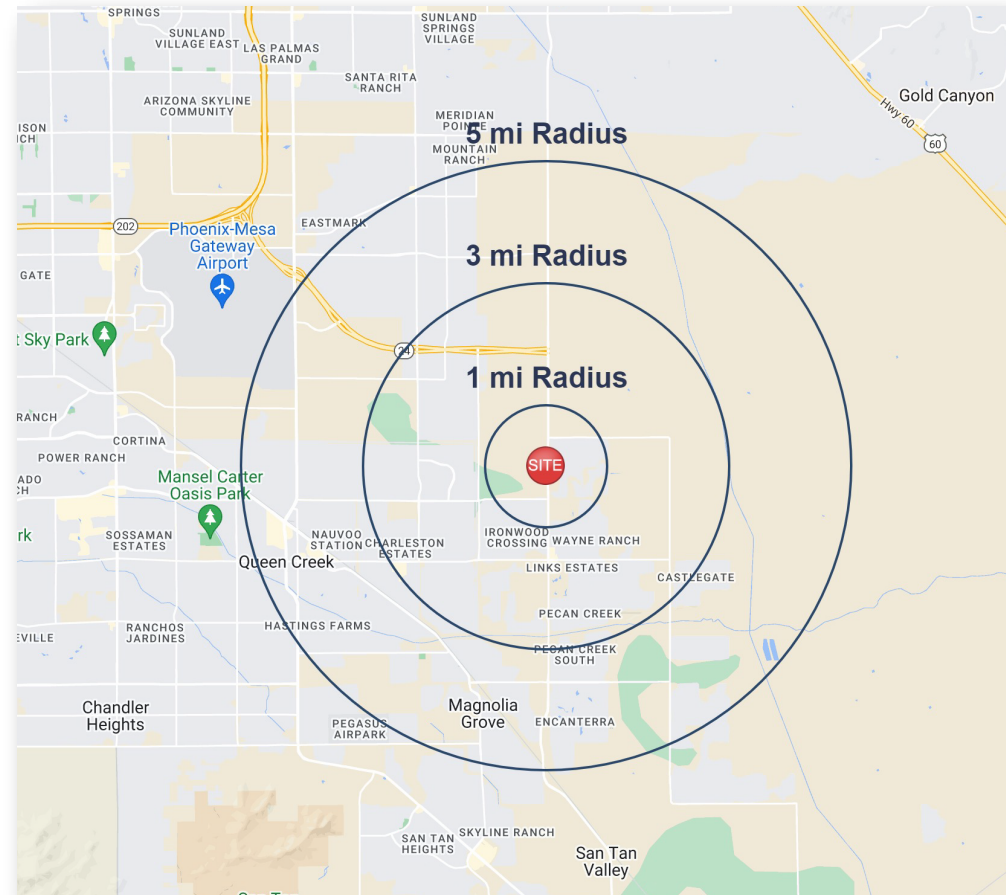 SPRINGS
SUNLAND
VILLAGE EAST
LAS PALMAS
GRAND
SUNLAND
SPRINGS
VILLAGE
SANTA RITA
RANCH
ARIZONA SKYLINE
COMMUNITY
Gold Canyon
Hwy 60
60
MERIDIAN
POINTE
5 mi Radius
MOUNTAIN
RANCH
202
EASTMARK
Phoenix-Mesa
Gateway
Airport
3 mi Radius
GATE
t Sky Park
24
1 mi Radius
RANCH
CORTINA
POWER RANCH
SITE
Mansel Carter
Oasis Park
rk
SOSSAMAN
ESTATES
NAUVOO
STATION
CHARLESTON
ESTATES
IRONWOOD
CROSSING
WAYNE RANCH
Queen Creek
LINKS ESTATES
CASTLEGATE
PECAN CREEK
EVILLE
RANCHOS
JARDINES
HASTINGS FARMS
PECAN CREEK
SOUTH
Chandler
Heights
Magnolia
Grove
PEGASUS
AIRPARK
ENCANTERRA
SAN TAN
HEIGHTS
SKYLINE RANCH
San Tan
Valley